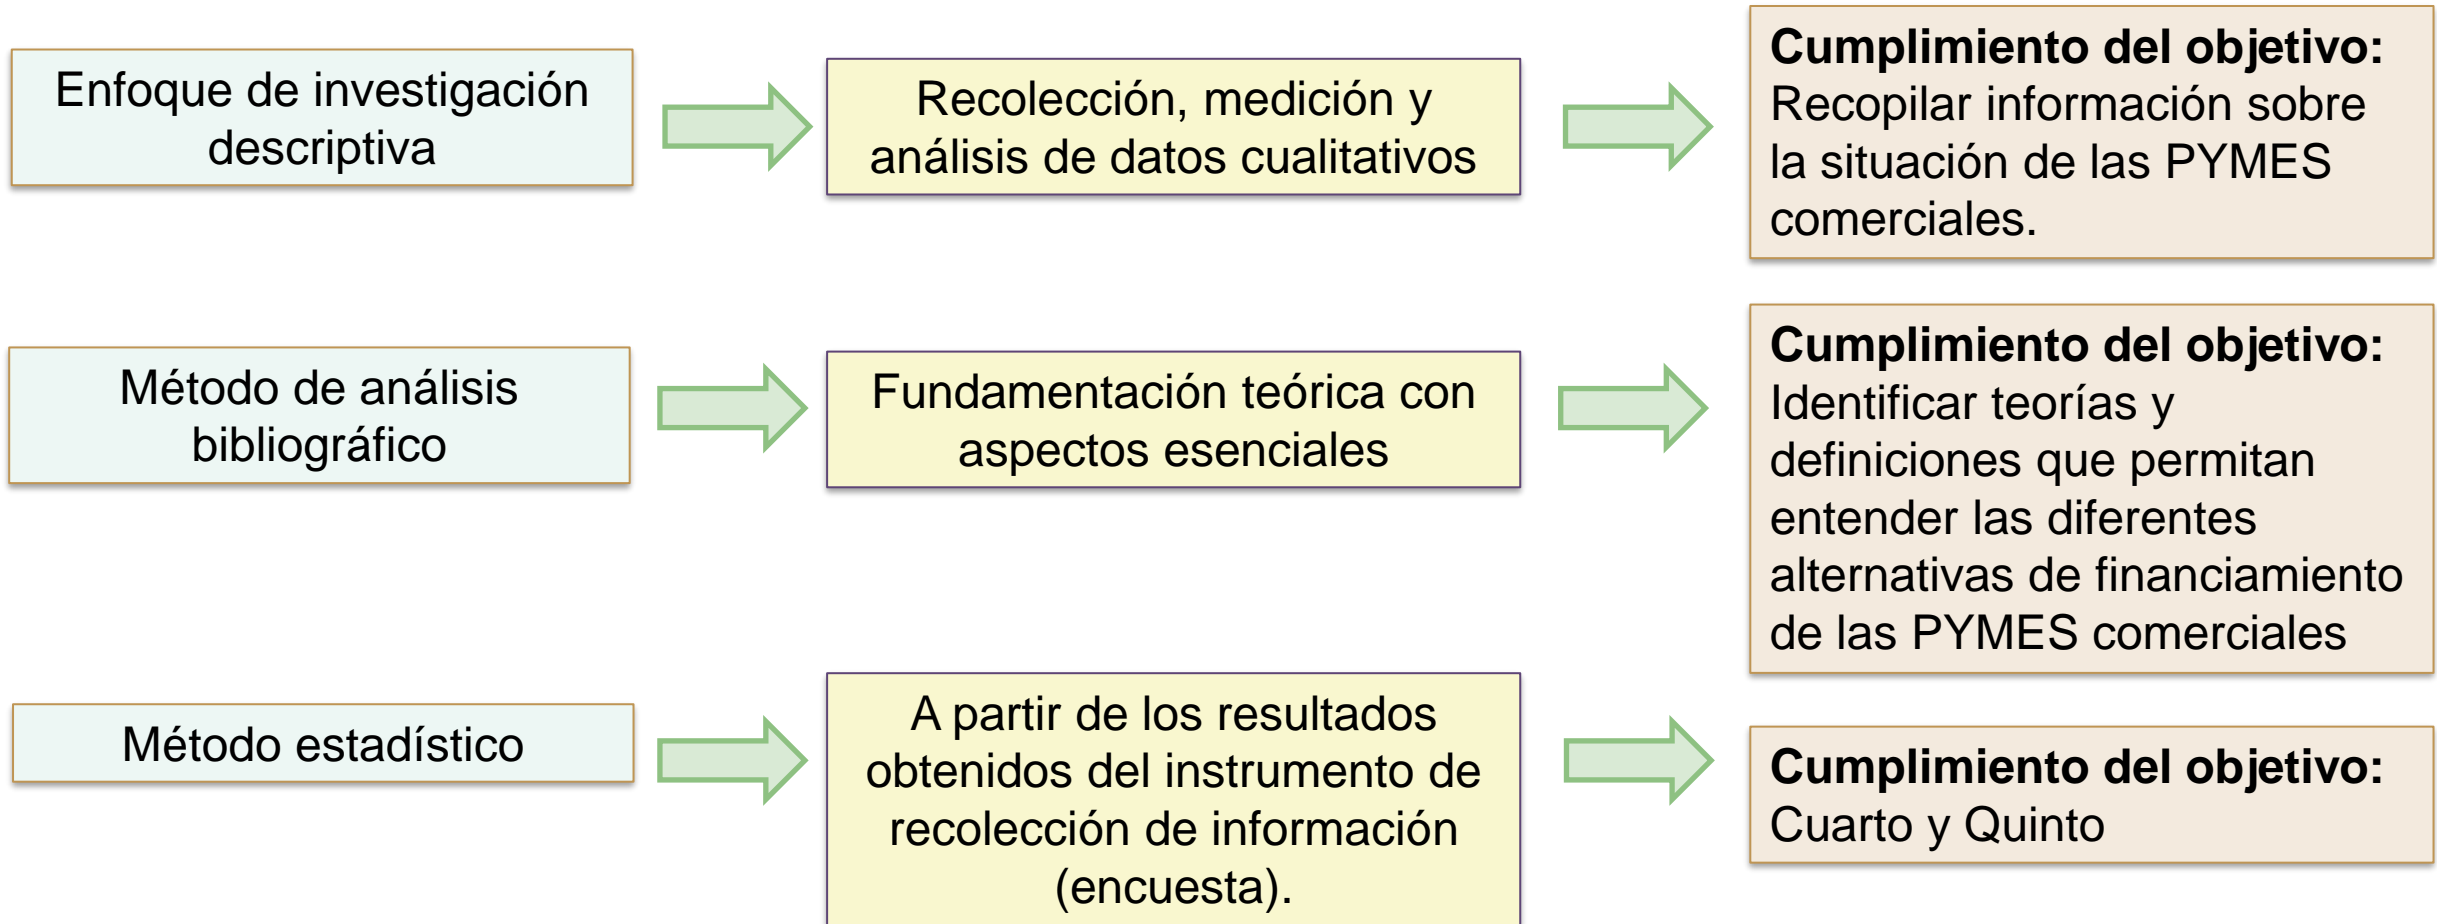 Enfoque de investigación
descriptiva
Recolección, medición y
análisis de datos cualitativos
Cumplimiento del objetivo:
Recopilar información sobre
la situación de las PYMES
comerciales.
Método de análisis
bibliográfico
Fundamentación teórica con
aspectos esenciales
Cumplimiento del objetivo:
Identificar teorías y
definiciones que permitan
entender las diferentes
alternativas de financiamiento
de las PYMES comerciales
Método estadístico
A partir de los resultados
obtenidos del instrumento de
recolección de información
(encuesta).
Cumplimiento del objetivo:
Cuarto y Quinto